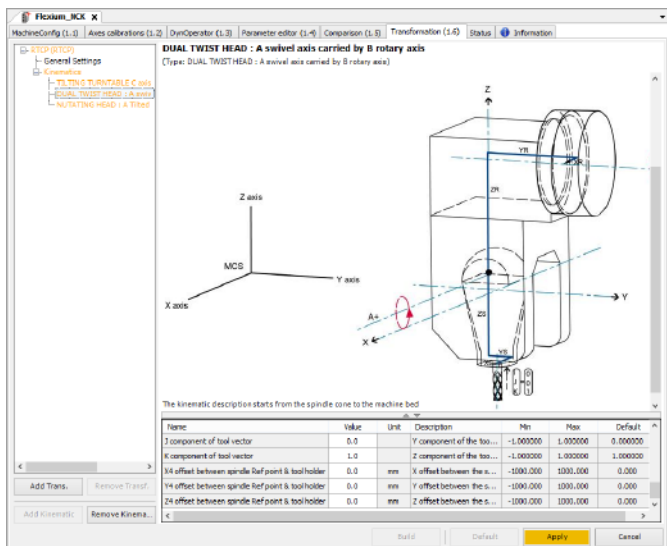 Flexium_NCK X
MachineConfig (1.1) Axes calibrations (1.2) DymOperator (1.3) Parameter editor (1.4) Comparison (1.5) Transformation (1.6) Status Information
RTCP (RTCP)
General Settings
Kinematics
TILTING TURNTABLE C axis
DUAL TWIST HEAD : A swiv
NUTATING HEAD : A Tilted
DUAL TWIST HEAD : A swivel axis carried by B rotary axis
(Type: DUAL TWIST HEAD : A swivel axis carried by B rotary axis)
Z
YR
XR
ZR
Z axis
MCS
Y axis
X axis
A+
X
Y
ZS
YS
The kinematic description starts from the spindle cone to the machine bed
Name Value Unit Description Min Max Default
J component of tool vector 0.0 Y component of the too... -1.000000 1.000000 0.000000
K component of tool vector 1.0 Z component of the too... -1.000000 1.000000 1.000000
X4 offset between spindle Ref point & tool holder 0.0 mm X offset between the s... -1000.000 1000.000 0.000
Y4 offset between spindle Ref point & tool holder 0.0 mm Y offset between the s... -1000.000 1000.000 0.000
Z4 offset between spindle Ref point & tool holder 0.0 mm Z offset between the s... -1000.000 1000.000 0.000
Add Trans. Remove Transf.
Add Kinematic Remove Kinema...
Build Default Apply Cancel